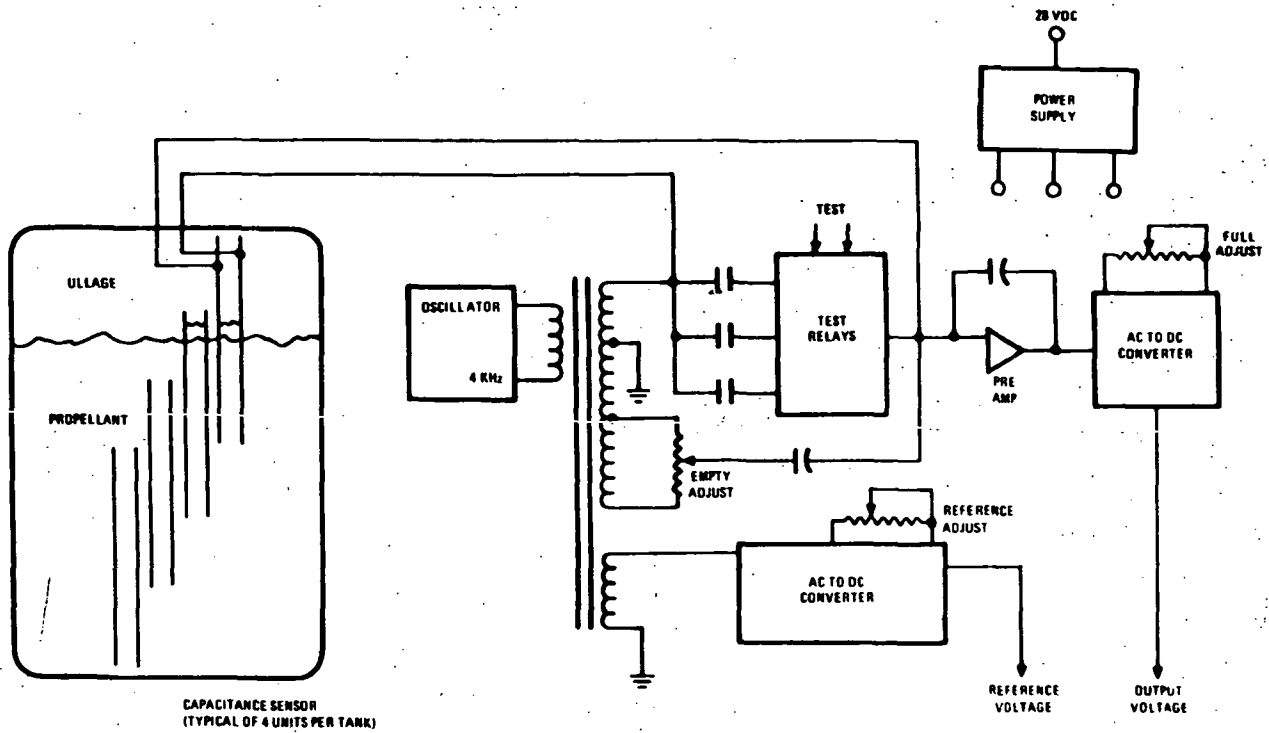 28 VDC
POWER
SUPPLY
TEST
FULL
ADJUST
ULLAGE
OSCILLATOR
4 KHz
TEST
RELAYS
PRE
AMP
AC TO DC
CONVERTER
PROPELLANT
EMPTY
ADJUST
REFERENCE
ADJUST
AC TO DC
CONVERTER
REFERENCE
VOLTAGE
OUTPUT
VOLTAGE
CAPACITANCE SENSOR
(TYPICAL OF 4 UNITS PER TANK)